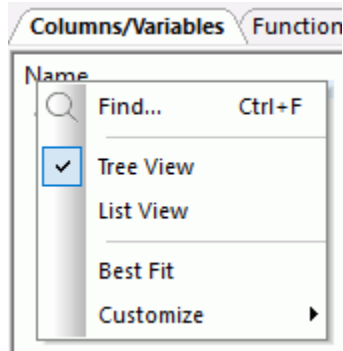 Columns/Variables Function
Name
Find... Ctrl+F
Tree View
List View
Best Fit
Customize